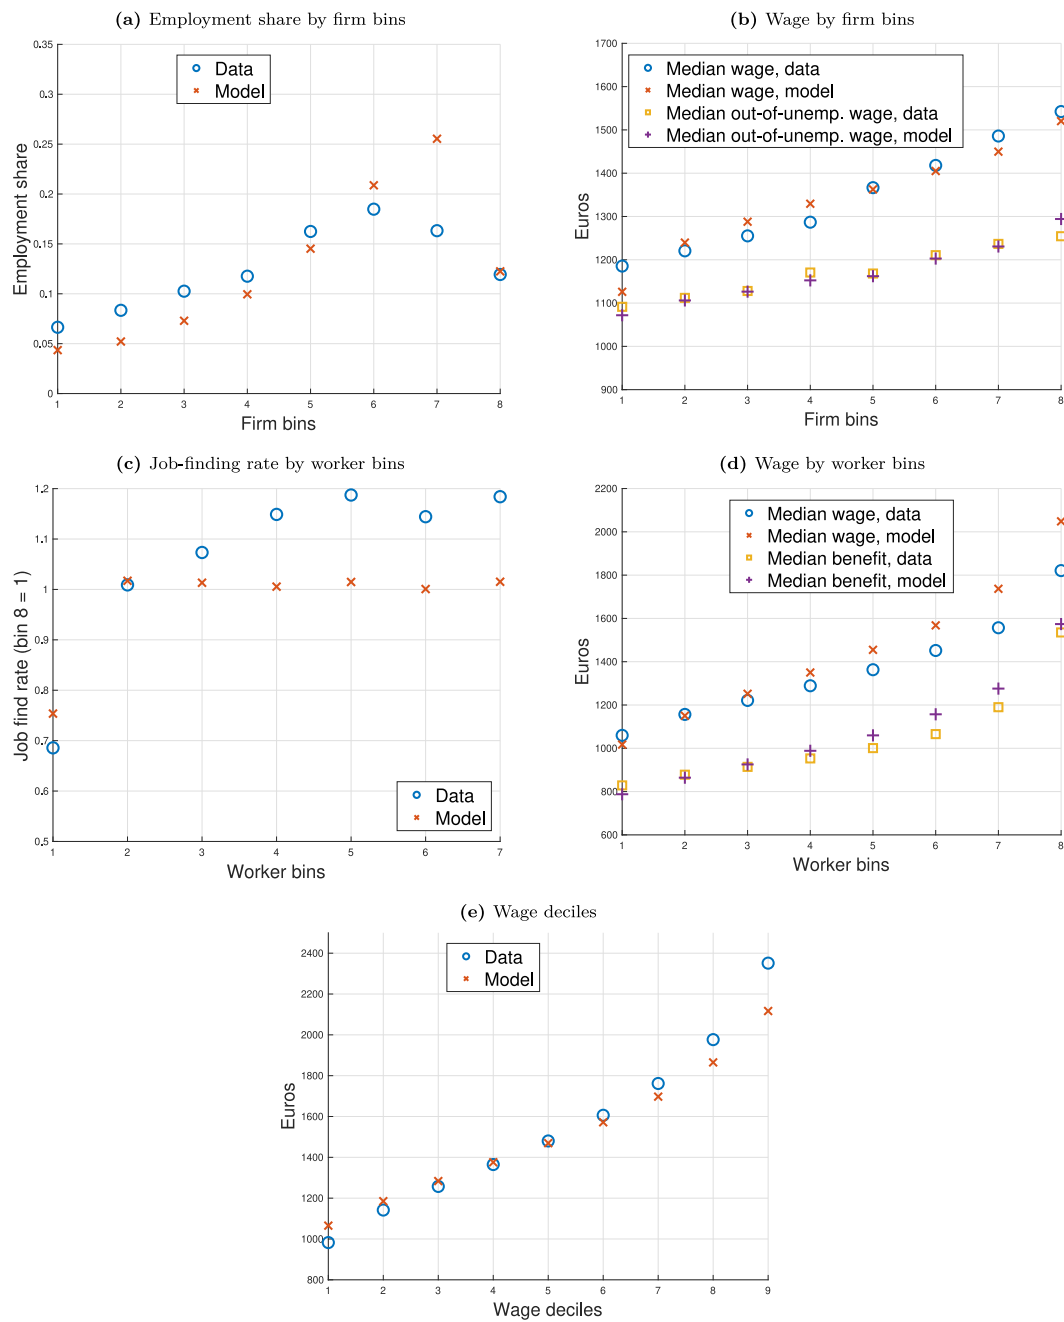 (a) Employment share by firm bins
0.35
0.3
0.25
0.2
0.15
0.1
0.05
0
Employment share
Data
Model
1 2 3 4 5 6 7 8
Firm bins
(b) Wage by firm bins
1700
1600
1500
1400
1300
1200
1100
1000
900
Euros
Median wage, data
Median wage, model
Median out-of-unemp. wage, data
Median out-of-unemp. wage, model
1 2 3 4 5 6 7 8
Firm bins
(c) Job-finding rate by worker bins
1.2
1.1
1
0.9
0.8
0.7
0.6
0.5
Job find rate (bin 8 = 1)
Data
Model
1 2 3 4 5 6 7
Worker bins
(d) Wage by worker bins
2200
2000
1800
1600
1400
1200
1000
800
600
Euros
Median wage, data
Median wage, model
Median benefit, data
Median benefit, model
1 2 3 4 5 6 7 8
Worker bins
(e) Wage deciles
2400
2200
2000
1800
1600
1400
1200
1000
800
Euros
Data
Model
1 2 3 4 5 6 7 8 9
Wage deciles